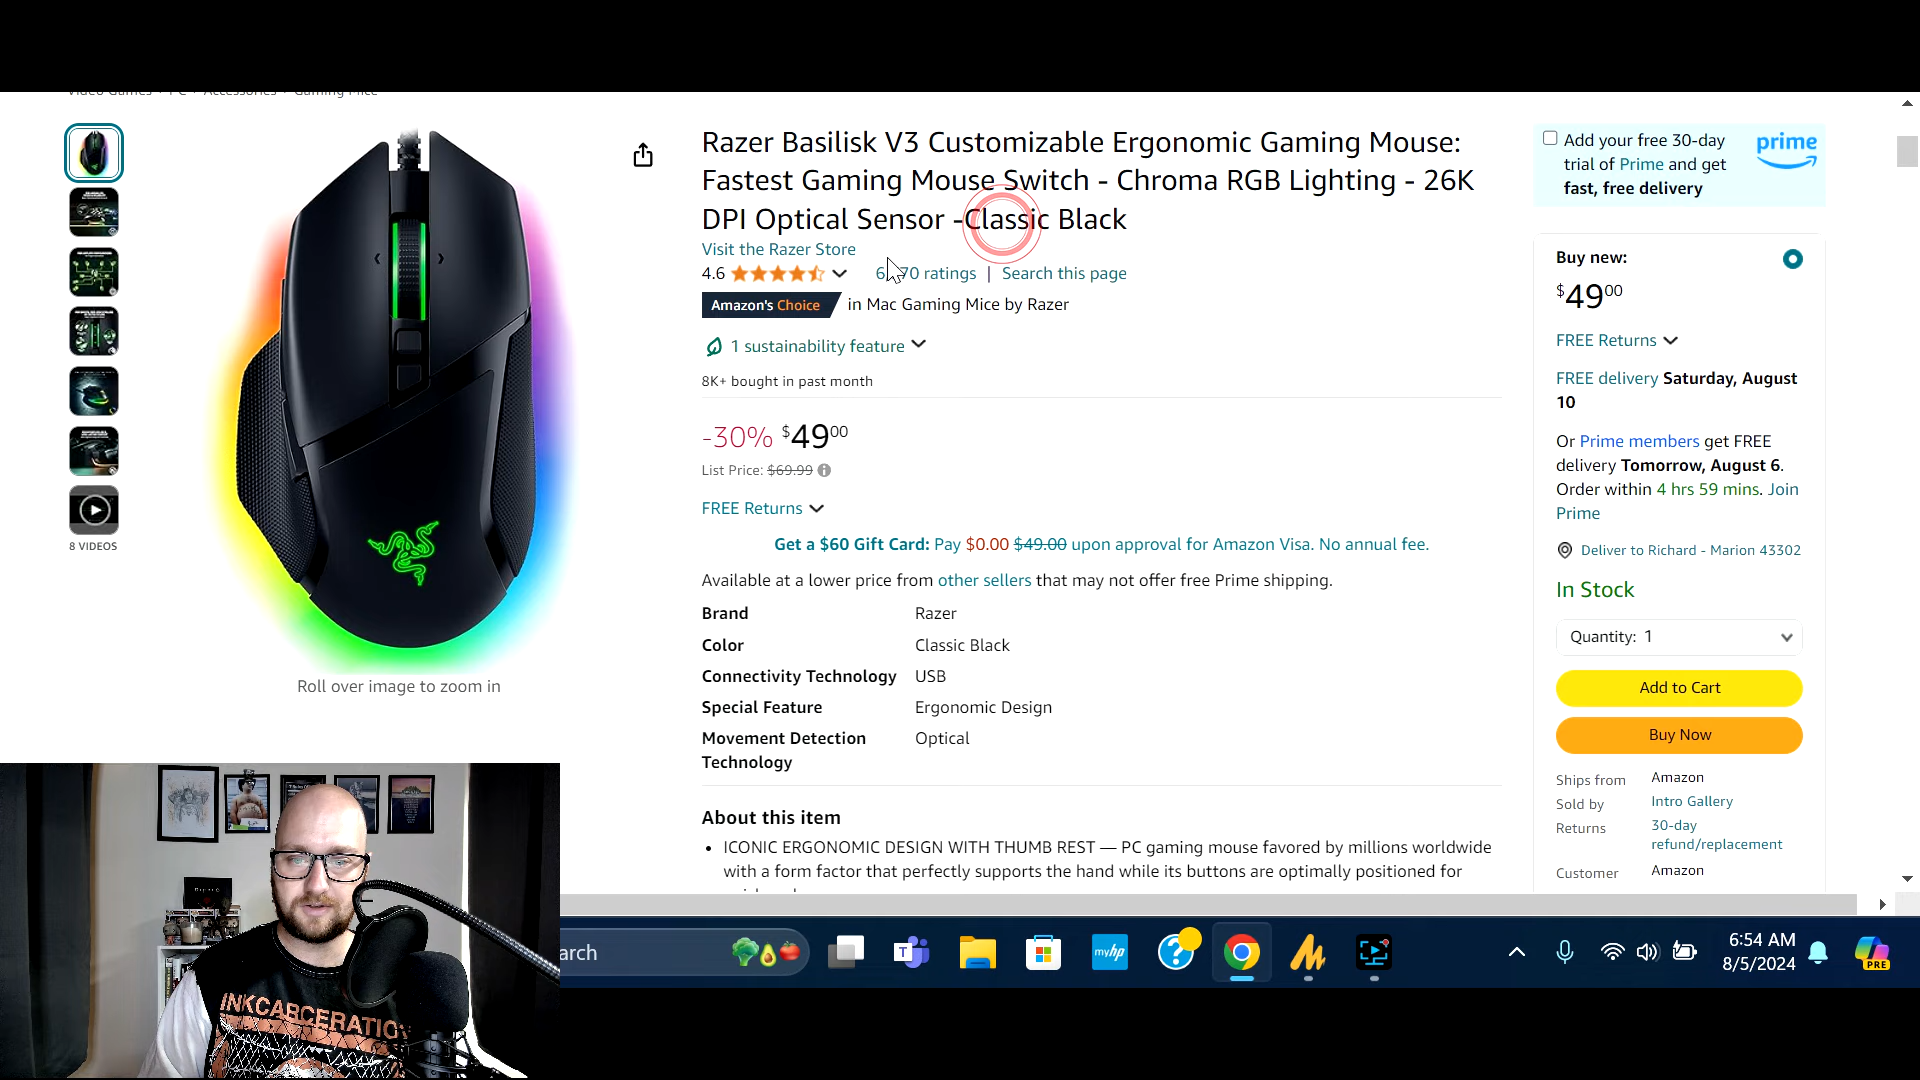 Video Games › PC › Accessories › Gaming Mice
8 VIDEOS
Roll over image to zoom in
Razer Basilisk V3 Customizable Ergonomic Gaming Mouse:
Fastest Gaming Mouse Switch - Chroma RGB Lighting - 26K
DPI Optical Sensor -Classic Black
Visit the Razer Store
4.6
ratings | Search this page
Amazon's Choice in Mac Gaming Mice by Razer
1 sustainability feature
8K+ bought in past month
-30% $49 00
List Price: $69.99
FREE Returns
Get a $60 Gift Card: Pay $0.00 $49.00 upon approval for Amazon Visa. No annual fee.
Available at a lower price from other sellers that may not offer free Prime shipping.
Brand Razer
Color Classic Black
Connectivity Technology USB
Special Feature Ergonomic Design
Movement Detection Optical
Technology
About this item
• ICONIC ERGONOMIC DESIGN WITH THUMB REST — PC gaming mouse favored by millions worldwide
with a form factor that perfectly supports the hand while its buttons are optimally positioned for
Add your free 30-day
trial of Prime and get
fast, free delivery
prime
Buy new:
$49 00
FREE Returns
FREE delivery Saturday, August
10
Or Prime members get FREE
delivery Tomorrow, August 6.
Order within 4 hrs 59 mins. Join
Prime
Deliver to Richard - Marion 43302
In Stock
Quantity: 1
Add to Cart
Buy Now
Ships from Amazon
Sold by Intro Gallery
Returns 30-day
refund/replacement
Customer Amazon
INKCARCERATIO
arch
T
myhp
?
6:54 AM
8/5/2024
PRE